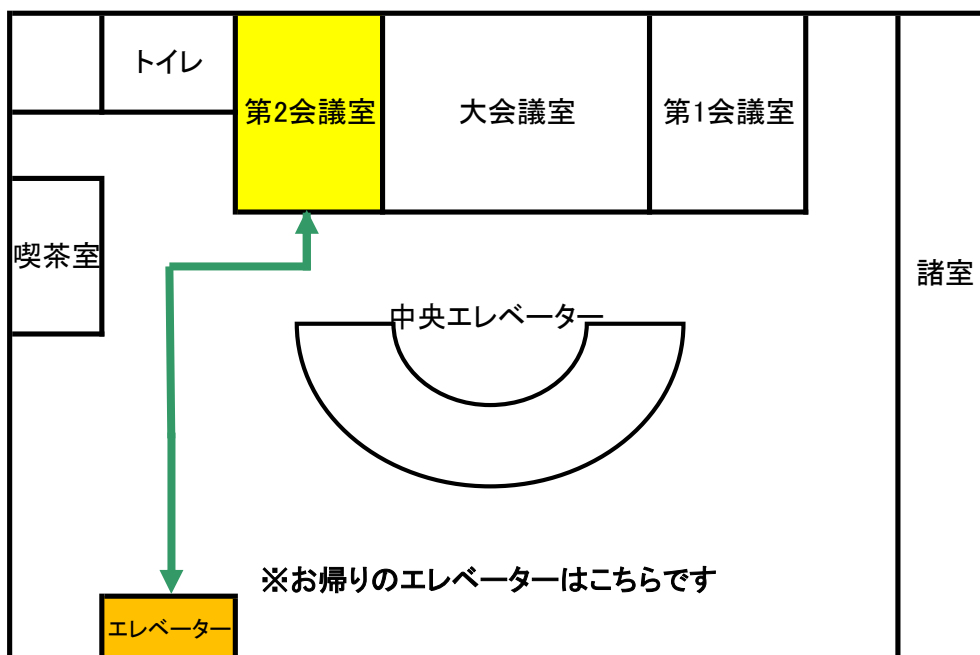 トイレ
第2会議室
大会議室
第1会議室
喫茶室
諸室
中央エレベーター
※お帰りのエレベーターはこちらです
エレベーター